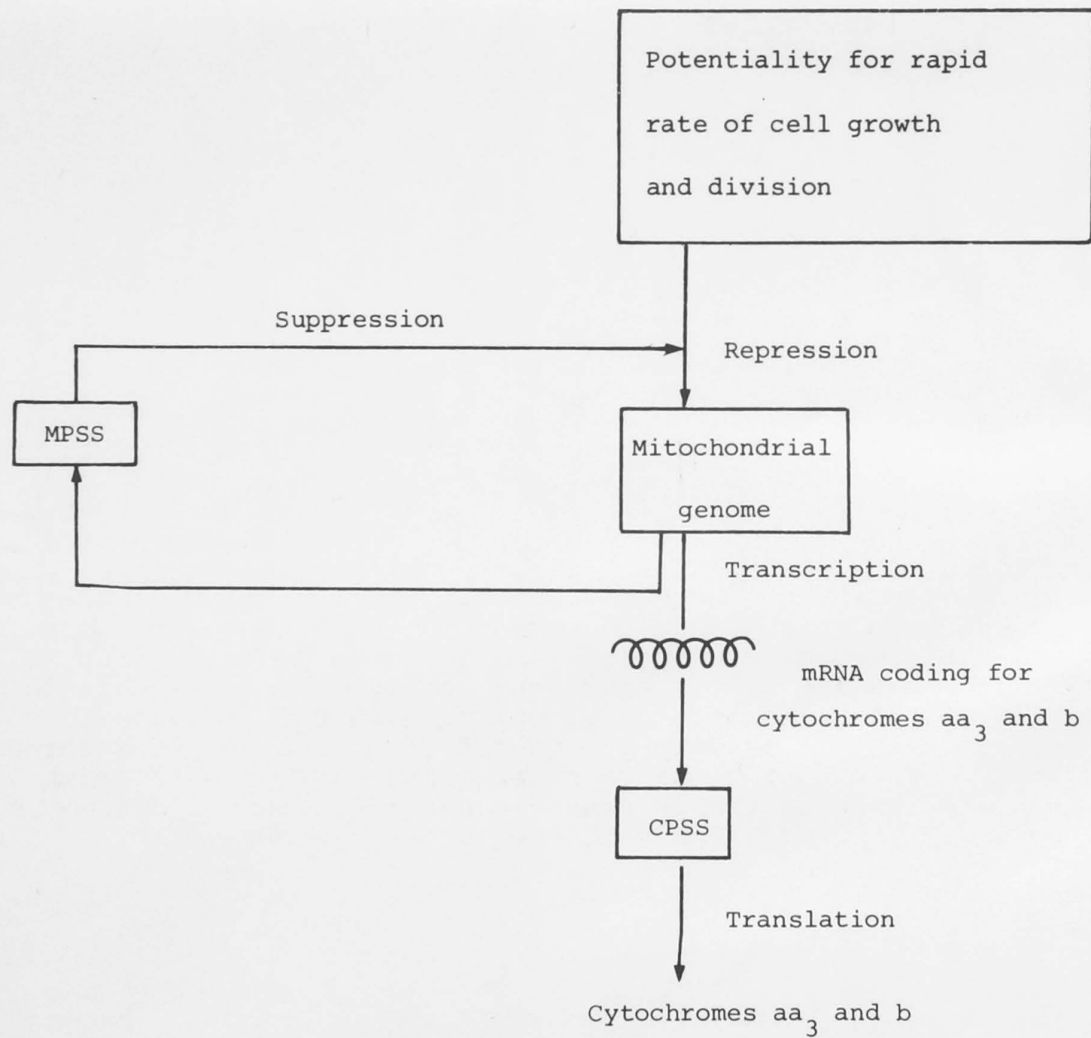 Potentiality for rapid
rate of cell growth
and division
Suppression
Repression
MPSS
Mitochondrial
genome
Transcription
mRNA coding for
cytochromes aa₃ and b
CPSS
Translation
Cytochromes aa₃ and b